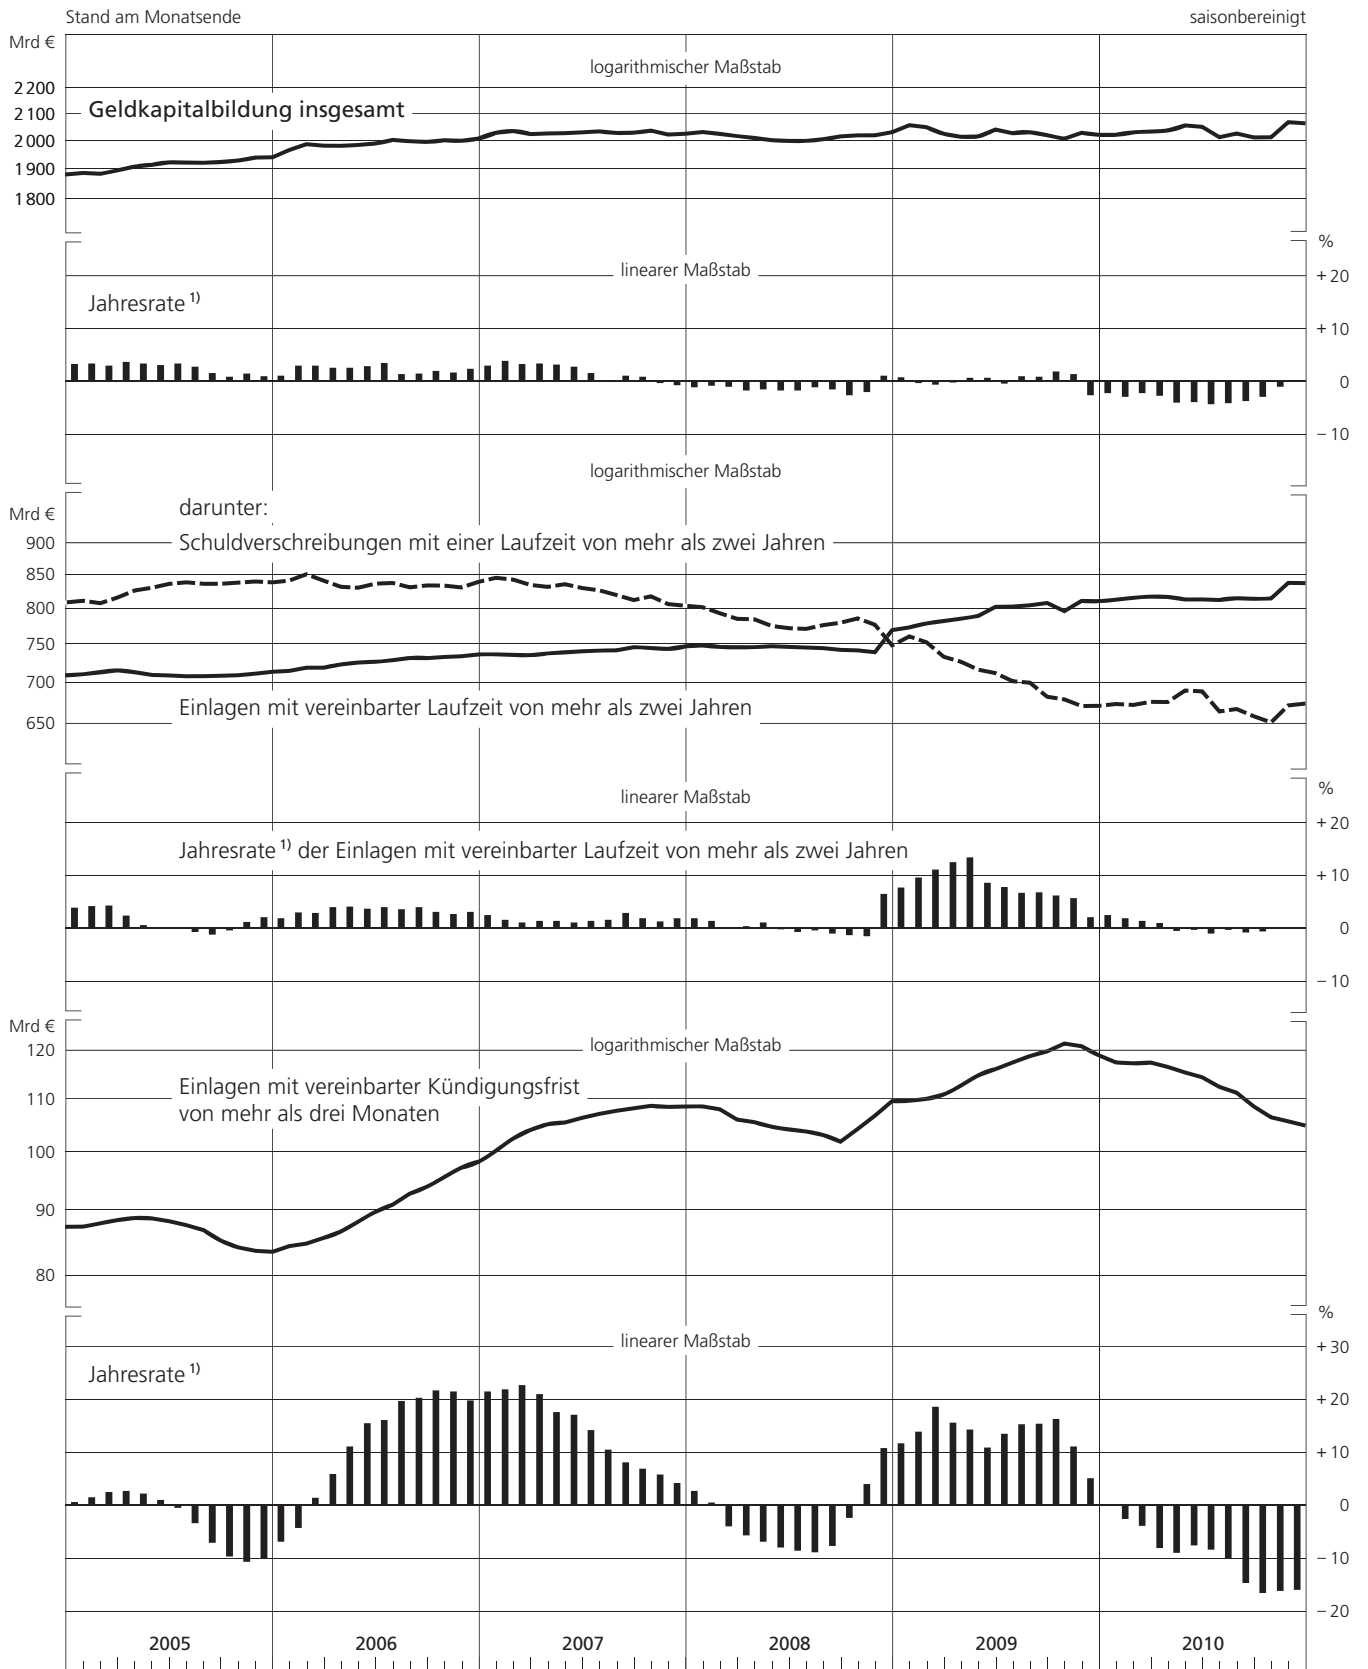 Stand am Monatsende
saisonbereinigt
Mrd €
logarithmischer Maßstab
2 200
Geldkapitalbildung insgesamt
2 100
2 000
1 900
1 800
%
linearer Maßstab
+ 20
Jahresrate ¹⁾
+ 10
0
− 10
logarithmischer Maßstab
darunter:
Mrd €
Schuldverschreibungen mit einer Laufzeit von mehr als zwei Jahren
900
850
800
750
700
Einlagen mit vereinbarter Laufzeit von mehr als zwei Jahren
650
%
linearer Maßstab
+ 20
Jahresrate ¹⁾ der Einlagen mit vereinbarter Laufzeit von mehr als zwei Jahren
+ 10
0
− 10
Mrd €
logarithmischer Maßstab
120
Einlagen mit vereinbarter Kündigungsfrist
von mehr als drei Monaten
110
100
90
80
%
linearer Maßstab
+ 30
Jahresrate ¹⁾
+ 20
+ 10
0
− 10
− 20
2005 2006 2007 2008 2009 2010